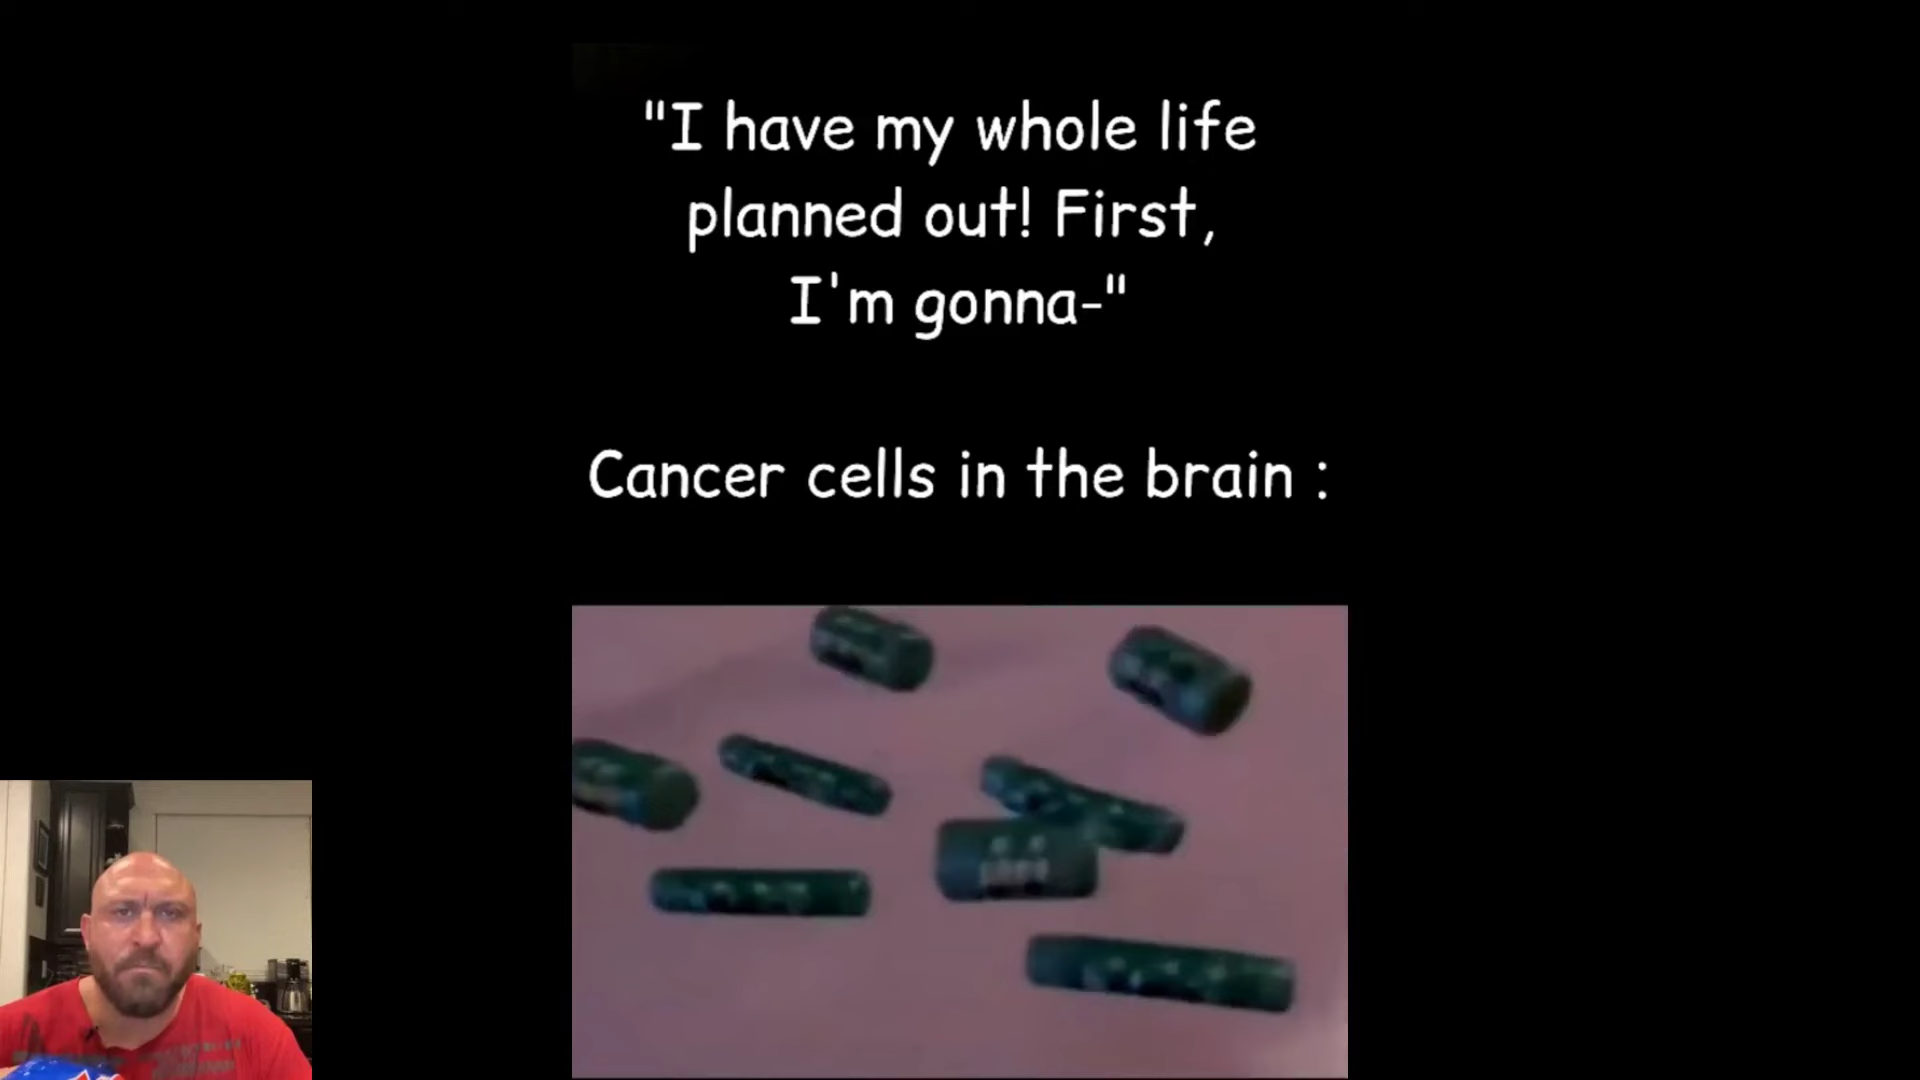 "I have my whole life
planned out! First,
I'm gonna-"
Cancer cells in the brain :